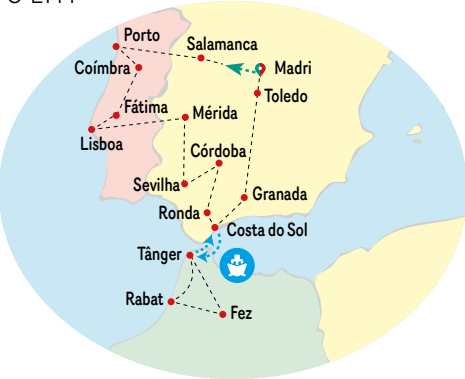 Porto
Salamanca
Coímbra
Madri
Toledo
Fátima
Mérida
Lisboa
Córdoba
Sevilha
Granada
Ronda
Costa do Sol
Tânger
Rabat
Fez